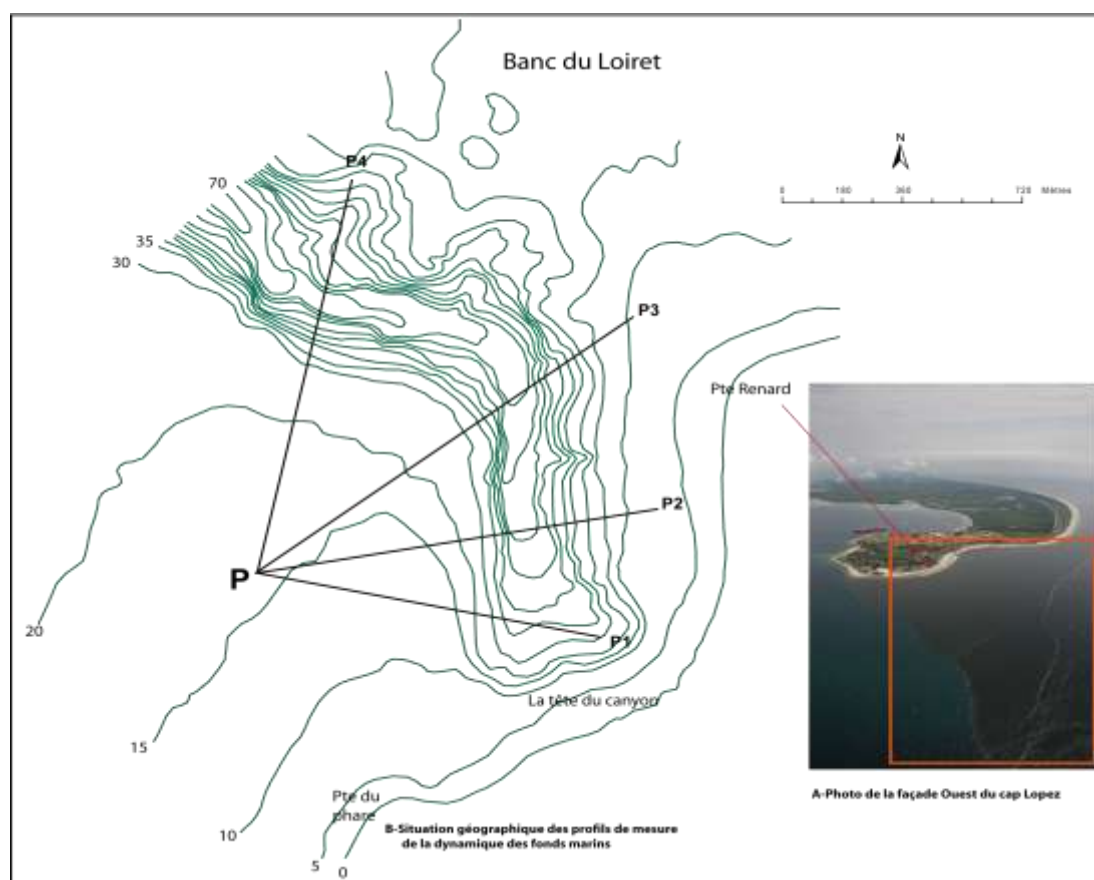 Banc du Loiret
N
0 180 360 720 Mètres
P4
70
35
30
P3
Pte Renard
P2
P
20
P1
La tête du canyon
15
Pte du
phare
10
5
0
B-Situation géographique des profils de mesure
de la dynamique des fonds marins
A-Photo de la façade Ouest du cap Lopez